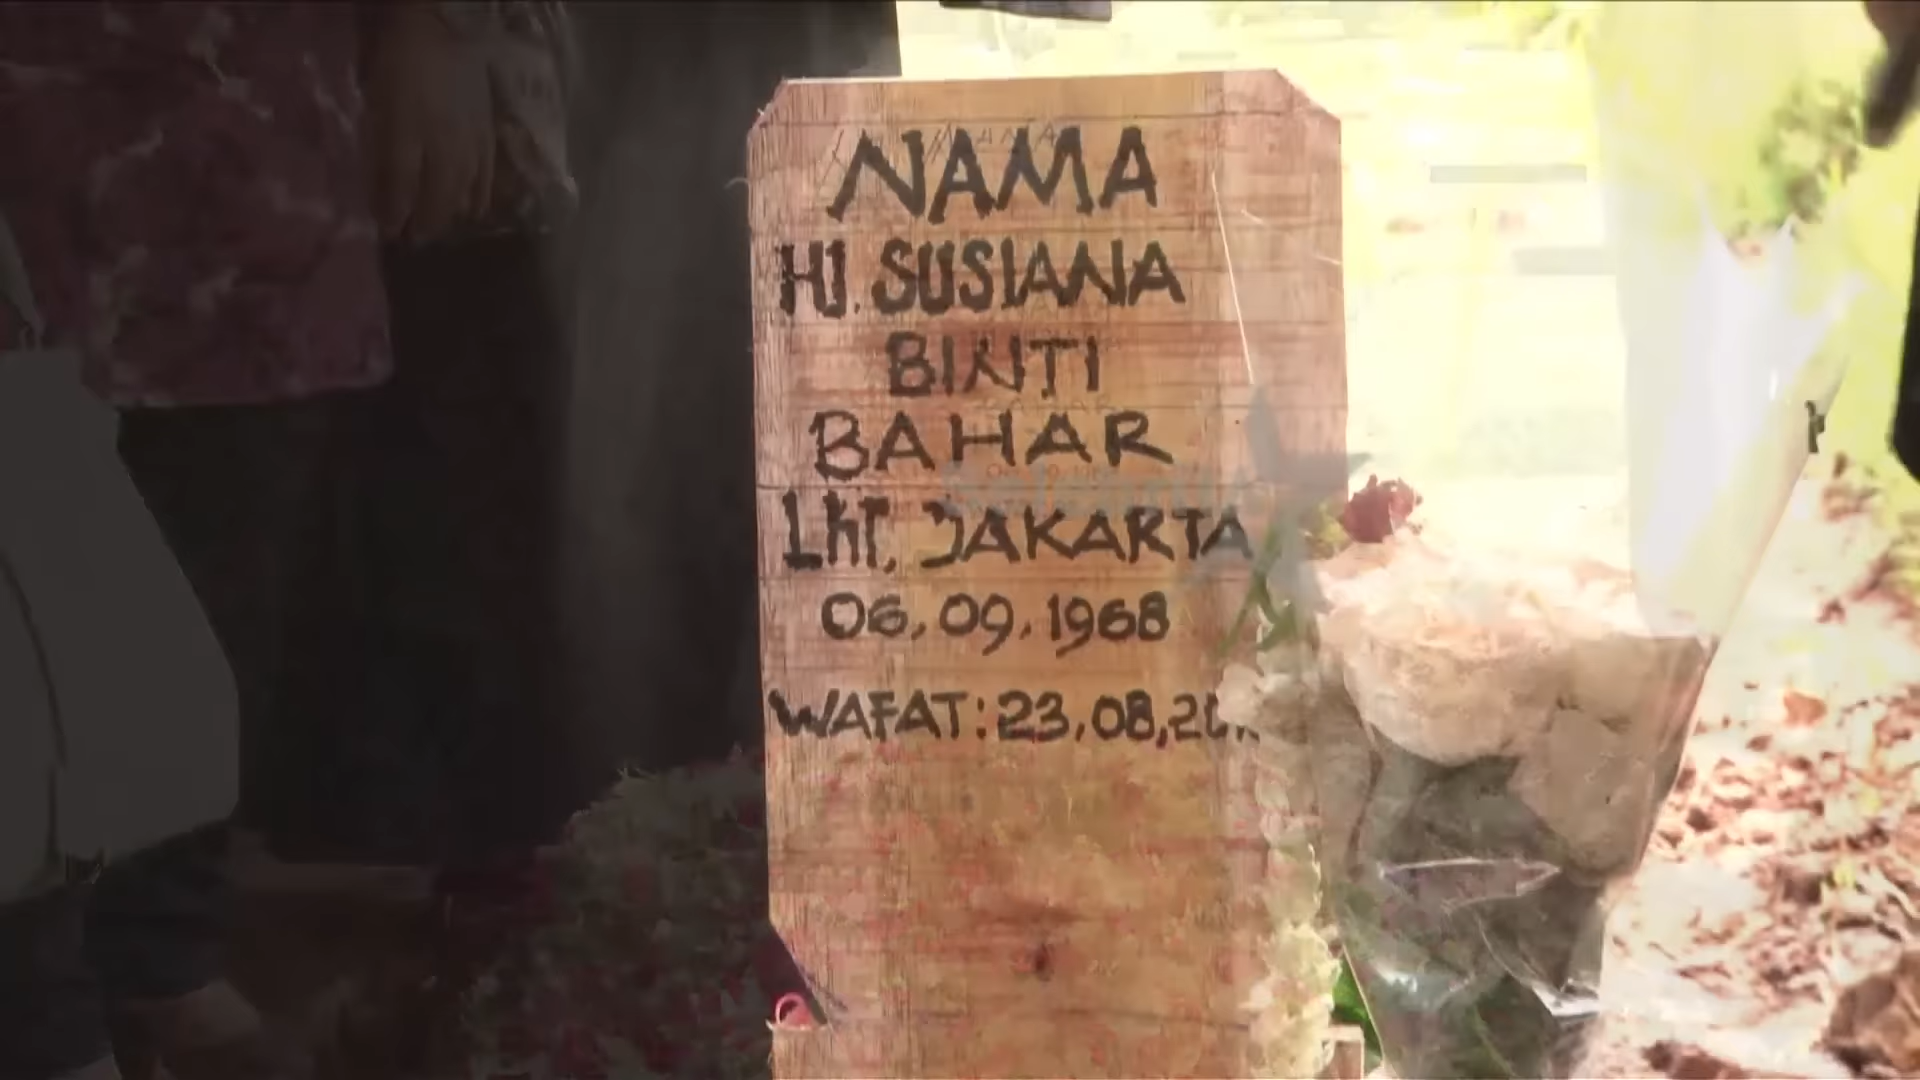 NAMA
HJ. SUSIANA
BINTI
BAHAR
LHR. JAKARTA
06, 09, 1968
WAFAT: 23,08,